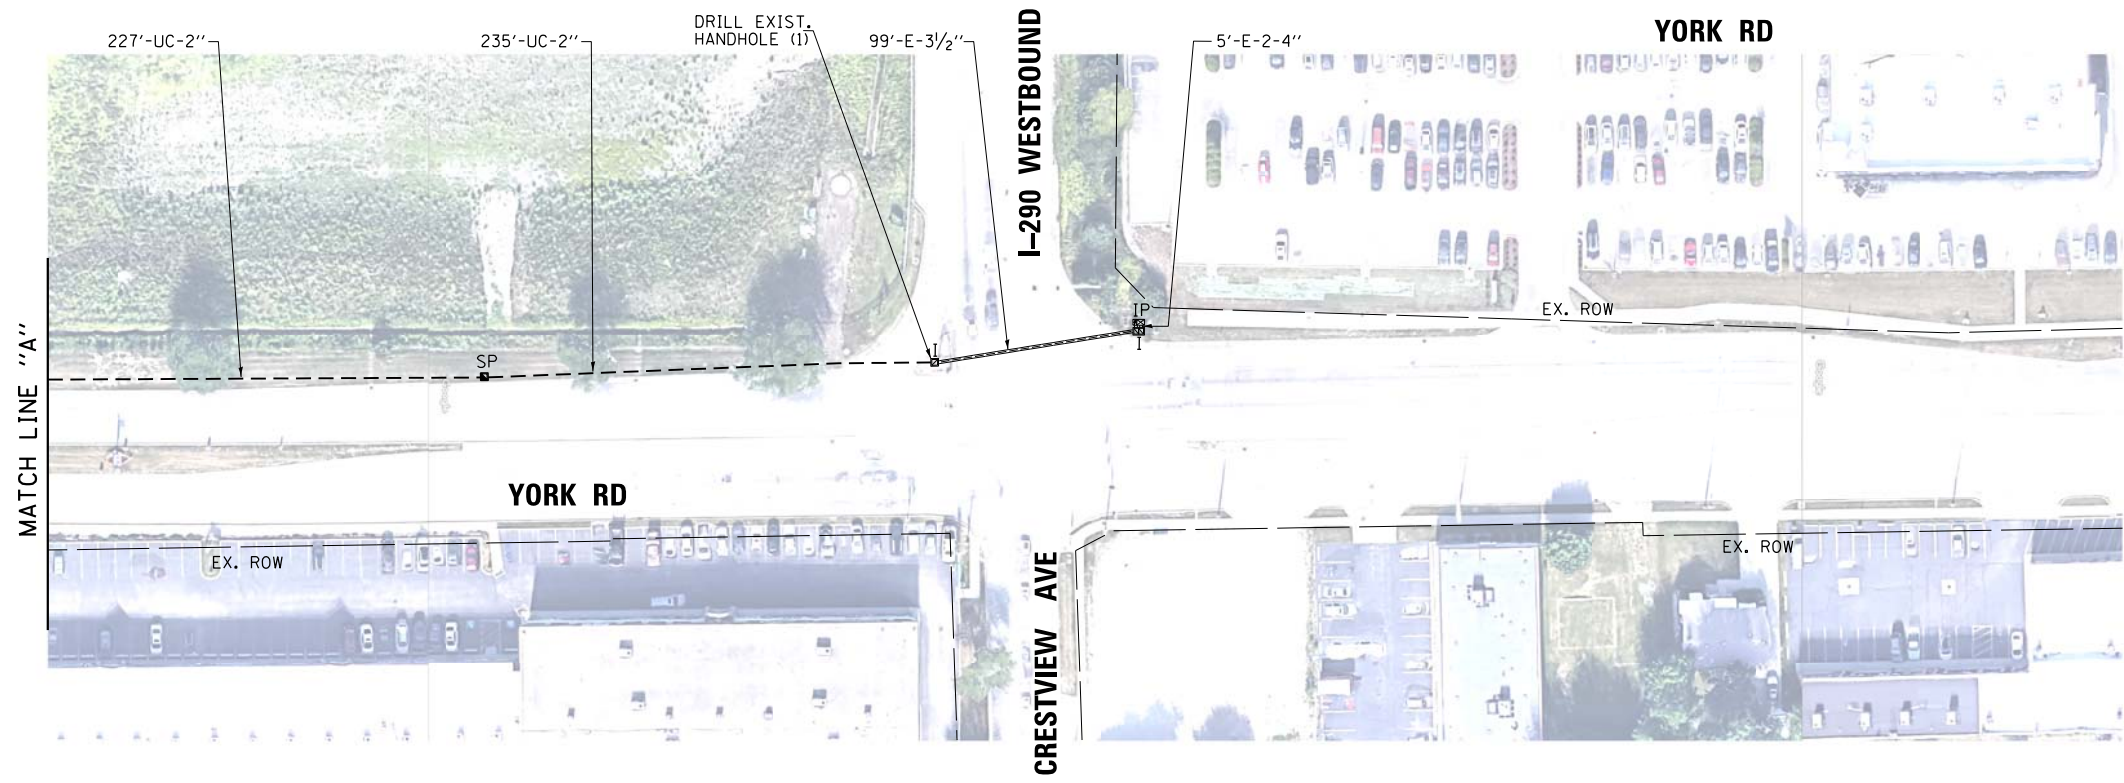 227'-UC-2"
235'-UC-2"
DRILL EXIST.
HANDHOLE (1)
99'-E-3½"
I-290 WESTBOUND
5'-E-2-4"
YORK RD
MATCH LINE "A"
SP
I
IP
I
EX. ROW
YORK RD
EX. ROW
CRESTVIEW AVE
EX. ROW